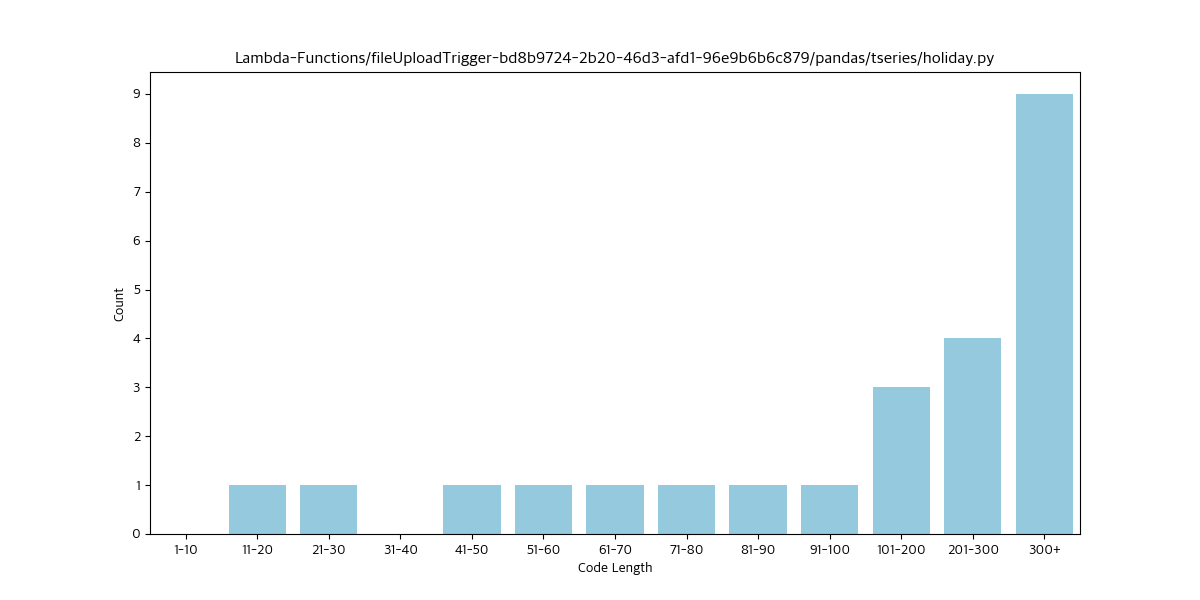 Lambda-Functions/fileUploadTrigger-bd8b9724-2b20-46d3-afd1-96e9b6b6c879/pandas/tseries/holiday.py
Count
9
8
7
6
5
4
3
2
1
0
1-10 11-20 21-30 31-40 41-50 51-60 61-70 71-80 81-90 91-100 101-200 201-300 300+
Code Length